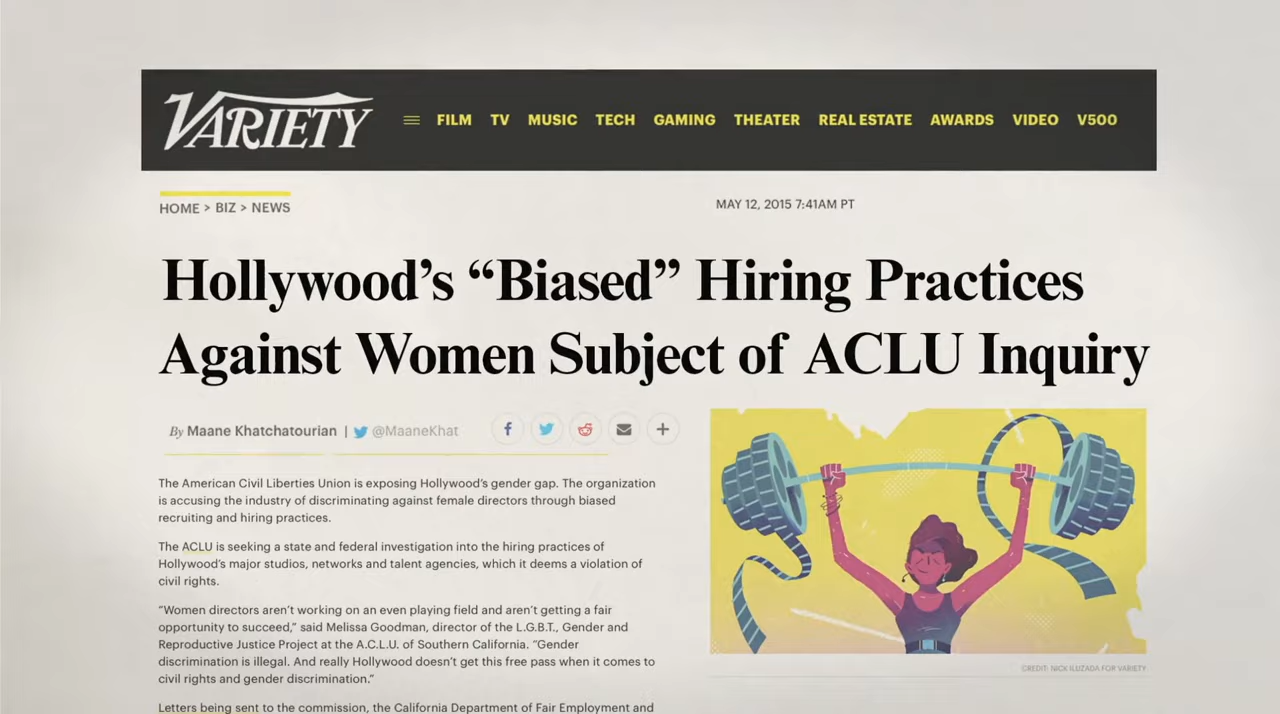 VARIETY
FILM TV MUSIC TECH GAMING THEATER REAL ESTATE AWARDS VIDEO V500
HOME > BIZ > NEWS
MAY 12, 2015 7:41AM PT
Hollywood’s “Biased” Hiring Practices
Against Women Subject of ACLU Inquiry
By Maane Khatchatourian | @MaaneKhat
The American Civil Liberties Union is exposing Hollywood’s gender gap. The organization
is accusing the industry of discriminating against female directors through biased
recruiting and hiring practices.
The ACLU is seeking a state and federal investigation into the hiring practices of
Hollywood’s major studios, networks and talent agencies, which it deems a violation of
civil rights.
“Women directors aren’t working on an even playing field and aren’t getting a fair
opportunity to succeed,” said Melissa Goodman, director of the L.G.B.T., Gender and
Reproductive Justice Project at the A.C.L.U. of Southern California. “Gender
discrimination is illegal. And really Hollywood doesn’t get this free pass when it comes to
civil rights and gender discrimination.”
CREDIT: NICK ILUZADA FOR VARIETY
Letters being sent to the commission, the California Department of Fair Employment and